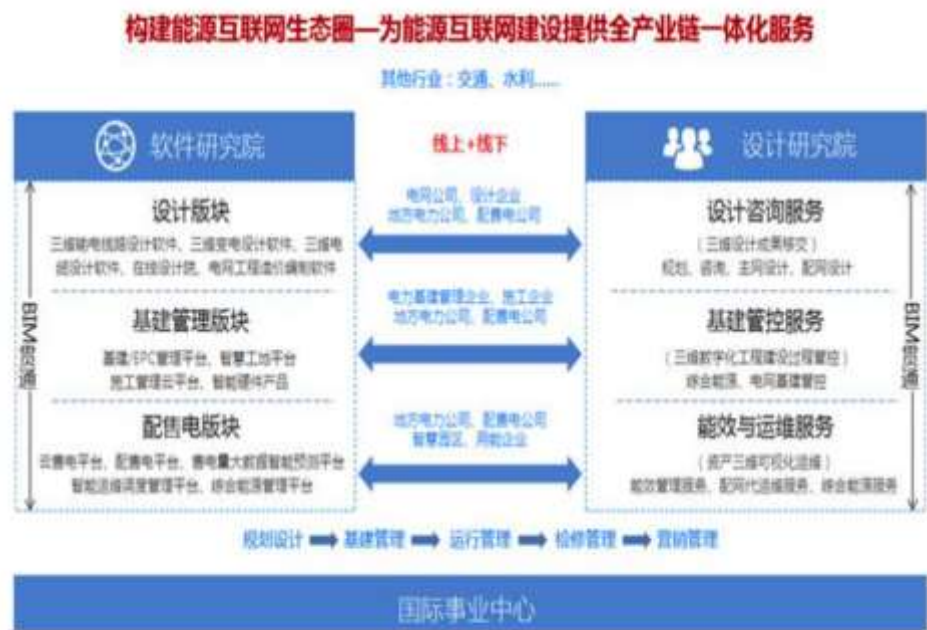 构建能源互联网生态圈—为能源互联网建设提供全产业链一体化服务
其他行业：交通、水利......
软件研究院
线上+线下
设计研究院
BIM贯通
设计版块
三维输电线路设计软件、三维变电设计软件、三维电
缆设计软件、在线设计院、电网工程造价编制软件
基建管理版块
基建/EPC管理平台、智慧工地平台
施工管理云平台、智能硬件产品
配售电版块
云售电平台、配售电平台、售电量大数据智能预测平台
智能运维调度管理平台、综合能源管理平台
电网公司、设计企业
地方电力公司、配售电公司
电力基建管理企业、施工企业
地方电力公司、配售电公司
地方电力公司、配售电公司
智慧园区、用能企业
设计咨询服务
（三维设计成果移交）
规划、咨询、主网设计、配网设计
基建管控服务
（三维数字化工程建设过程管控）
综合能源、电网基建管控
能效与运维服务
（资产三维可视化运维）
能效管理服务、配网代运维服务、综合能源服务
BIM贯通
规划设计 基建管理 运行管理 检修管理 营销管理
国际事业中心